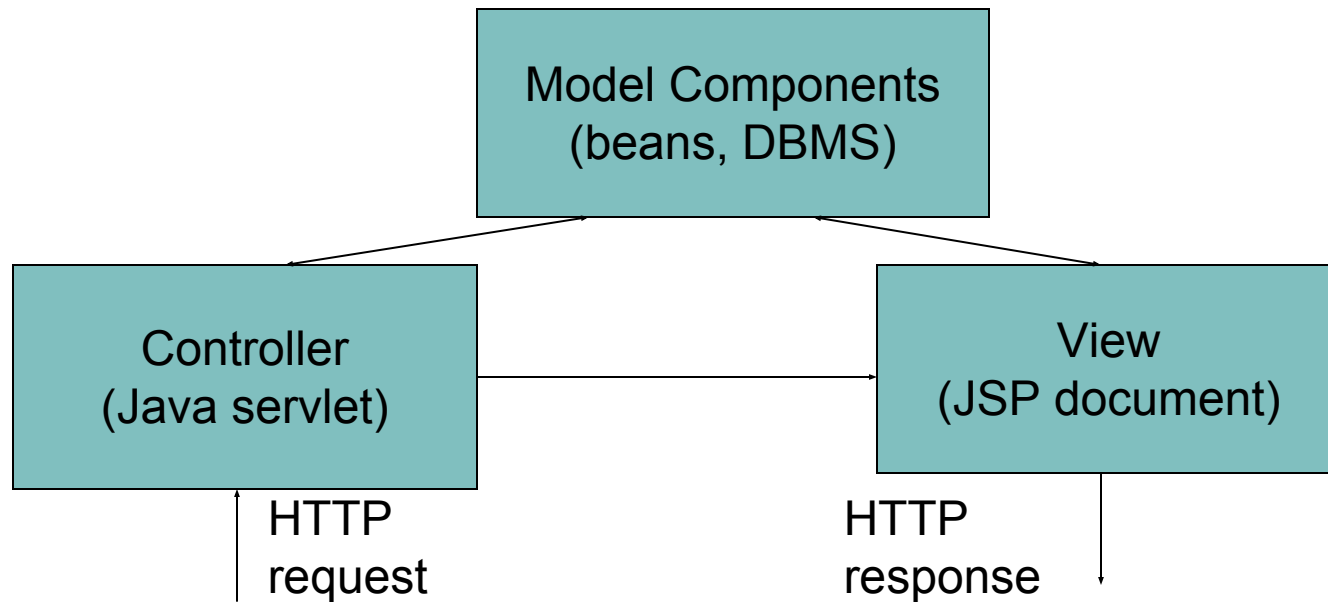 Model Components
(beans, DBMS)
Controller
(Java servlet)
View
(JSP document)
HTTP
request
HTTP
response